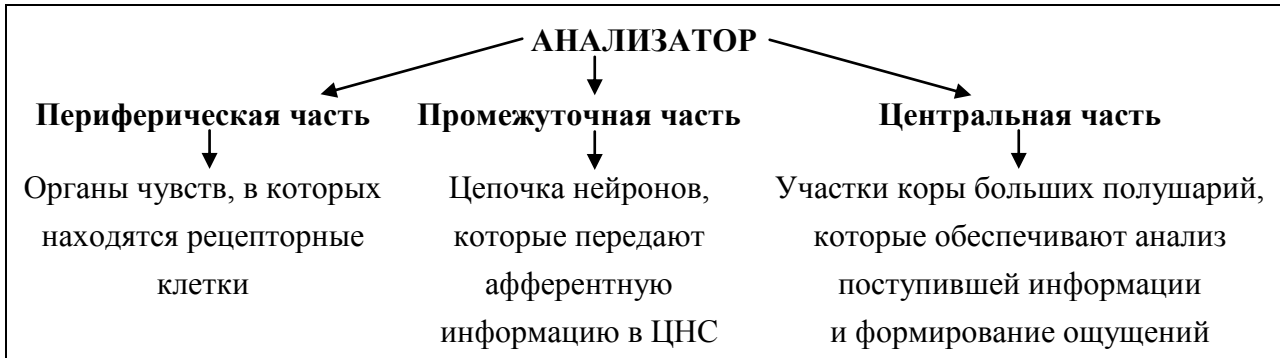 АНАЛИЗАТОР
Периферическая часть
Промежуточная часть
Центральная часть
Органы чувств, в которых
находятся рецепторные
клетки
Цепочка нейронов,
которые передают
афферентную
информацию в ЦНС
Участки коры больших полушарий,
которые обеспечивают анализ
поступившей информации
и формирование ощущений